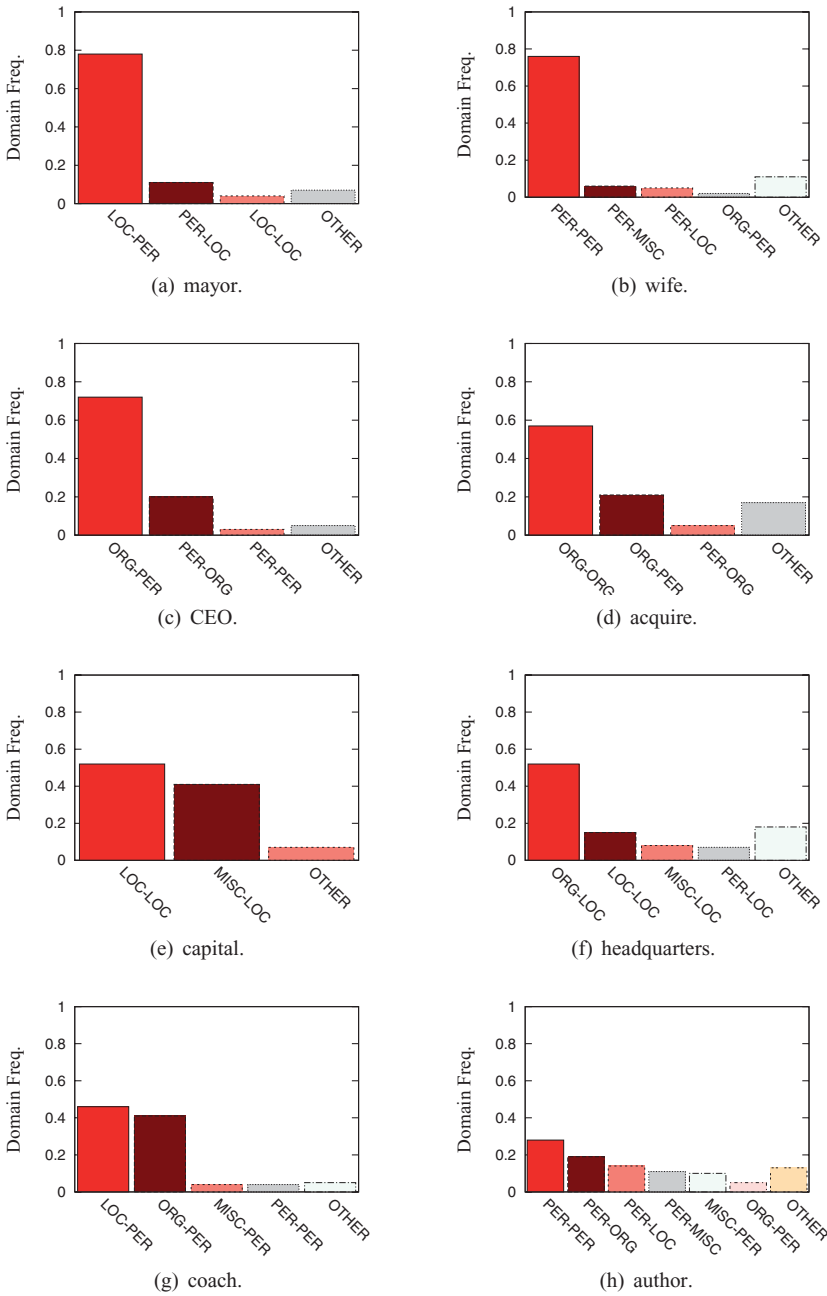 Domain Freq.
1
0.8
0.6
0.4
0.2
0
LOC-PER
PER-LOC
LOC-LOC
OTHER
(a) mayor.
Domain Freq.
1
0.8
0.6
0.4
0.2
0
PER-PER
PER-MISC
PER-LOC
ORG-PER
OTHER
(b) wife.
Domain Freq.
1
0.8
0.6
0.4
0.2
0
ORG-PER
PER-ORG
PER-PER
OTHER
(c) CEO.
Domain Freq.
1
0.8
0.6
0.4
0.2
0
ORG-ORG
ORG-PER
PER-ORG
OTHER
(d) acquire.
Domain Freq.
1
0.8
0.6
0.4
0.2
0
LOC-LOC
MISC-LOC
OTHER
(e) capital.
Domain Freq.
1
0.8
0.6
0.4
0.2
0
ORG-LOC
LOC-LOC
MISC-LOC
PER-LOC
OTHER
(f) headquarters.
Domain Freq.
1
0.8
0.6
0.4
0.2
0
LOC-PER
ORG-PER
MISC-PER
PER-PER
OTHER
(g) coach.
Domain Freq.
1
0.8
0.6
0.4
0.2
0
PER-PER
PER-ORG
PER-LOC
PER-MISC
MISC-PER
ORG-PER
OTHER
(h) author.